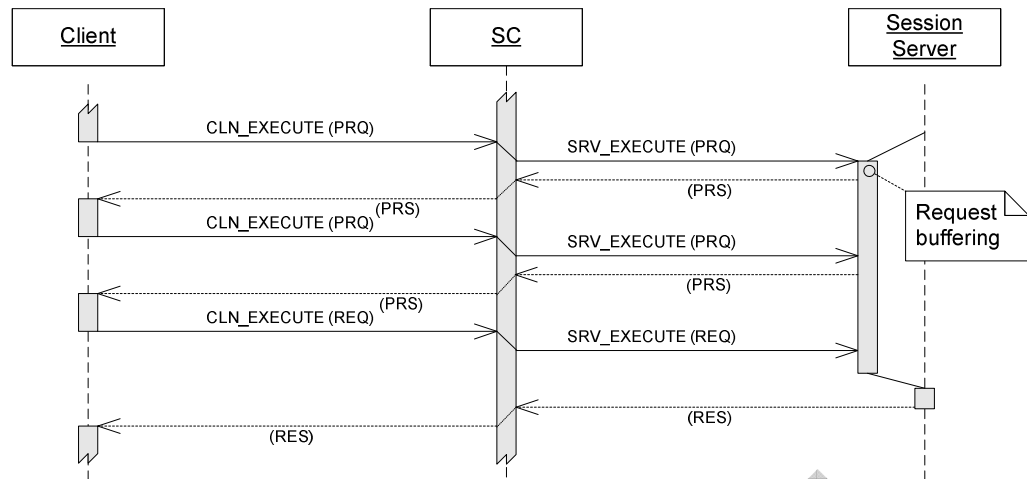 Client
SC
Session
Server
CLN_EXECUTE (PRQ)
SRV_EXECUTE (PRQ)
(PRS)
(PRS)
Request
buffering
CLN_EXECUTE (PRQ)
SRV_EXECUTE (PRQ)
(PRS)
(PRS)
CLN_EXECUTE (REQ)
SRV_EXECUTE (REQ)
(RES)
(RES)